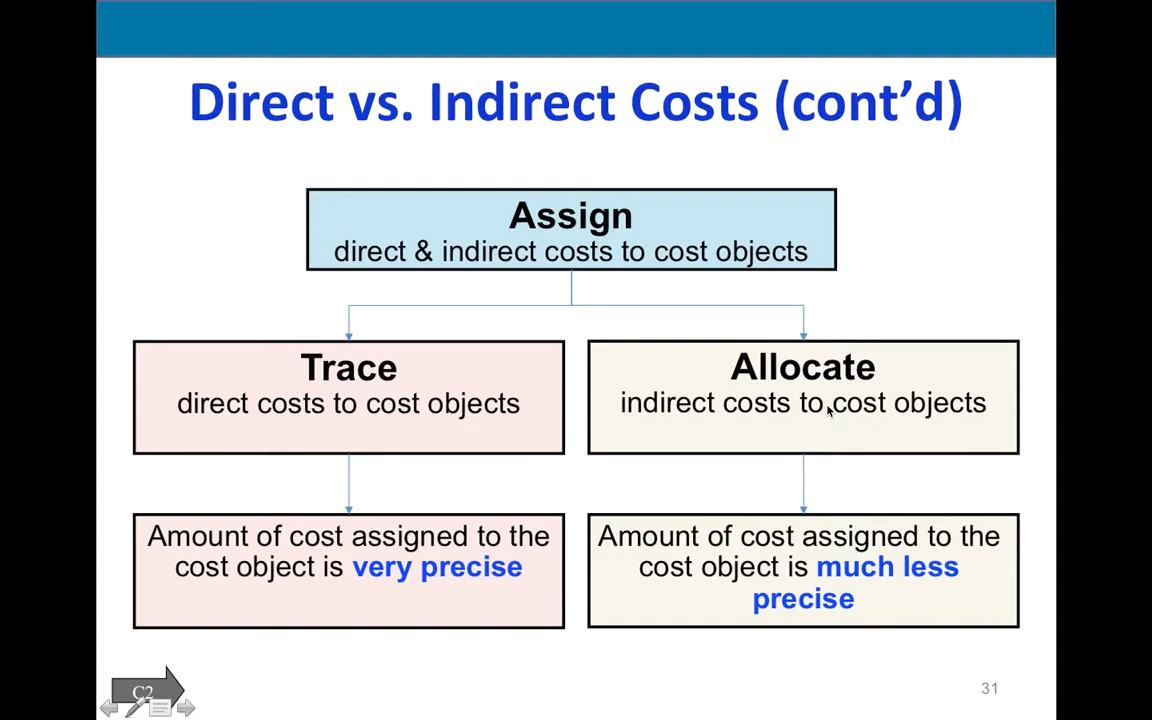 Direct vs. Indirect Costs (cont’d)
Assign
direct & indirect costs to cost objects
Trace
direct costs to cost objects
Allocate
indirect costs to cost objects
Amount of cost assigned to the
cost object is very precise
Amount of cost assigned to the
cost object is much less
precise
C2
31